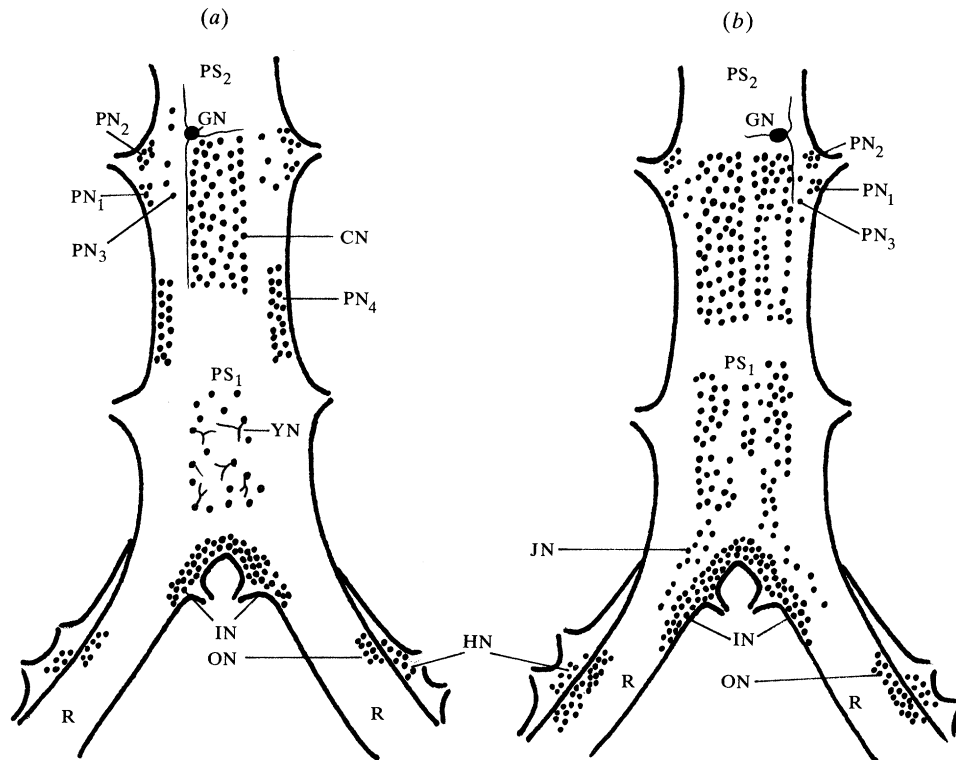 (a) (b)
PS2 PS2
GN GN
PN2 PN2
PN1 PN1
PN3 PN3
CN
PN4
PS1 PS1
YN
JN
IN IN
ON HN ON
R R R R